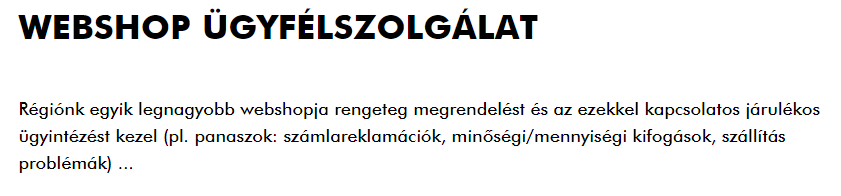 WEBSHOP ÜGYFÉLSZOLGÁLAT
Régiónk egyik legnagyobb webshopja rengeteg megrendelést és az ezekkel kapcsolatos járulékos
ügyintézést kezel (pl. panaszok: számlareklamációk, minőségi/mennyiségi kifogások, szállítás
problémák) ...